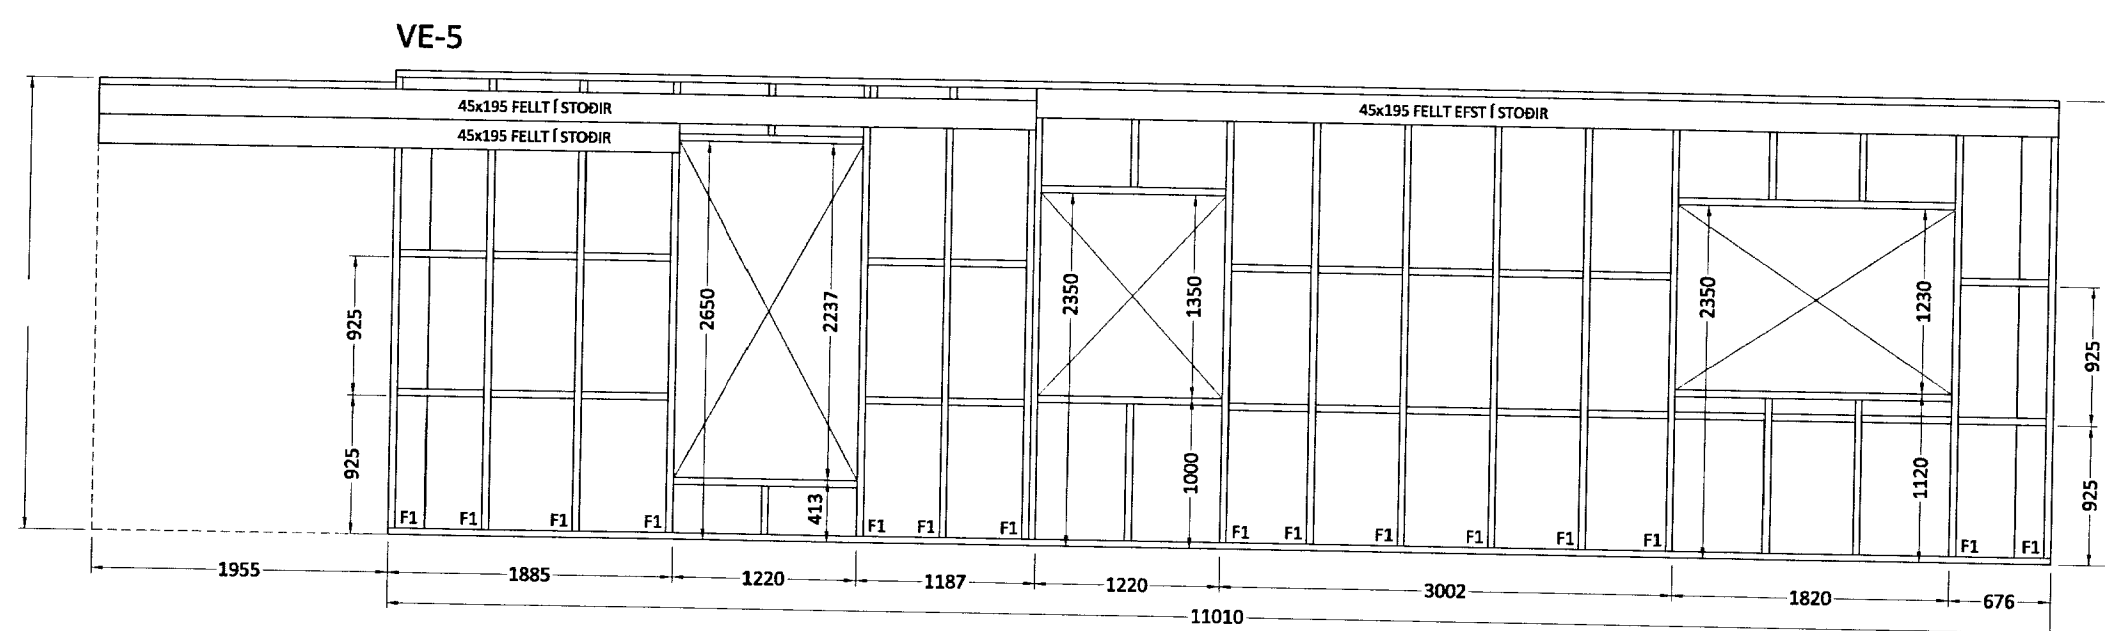 VE-5
45x195 FELLT Í STOÐIR
45x195 FELLT EFST Í STOÐIR
45x195 FELLT Í STOÐIR
925
925
2650
2237
413
2350
1350
1000
2350
1230
1120
925
925
F1 F1 F1 F1 F1 F1 F1 F1 F1 F1 F1 F1 F1 F1 F1
1955 1885 1220 1187 1220 3002 1820 676
11010